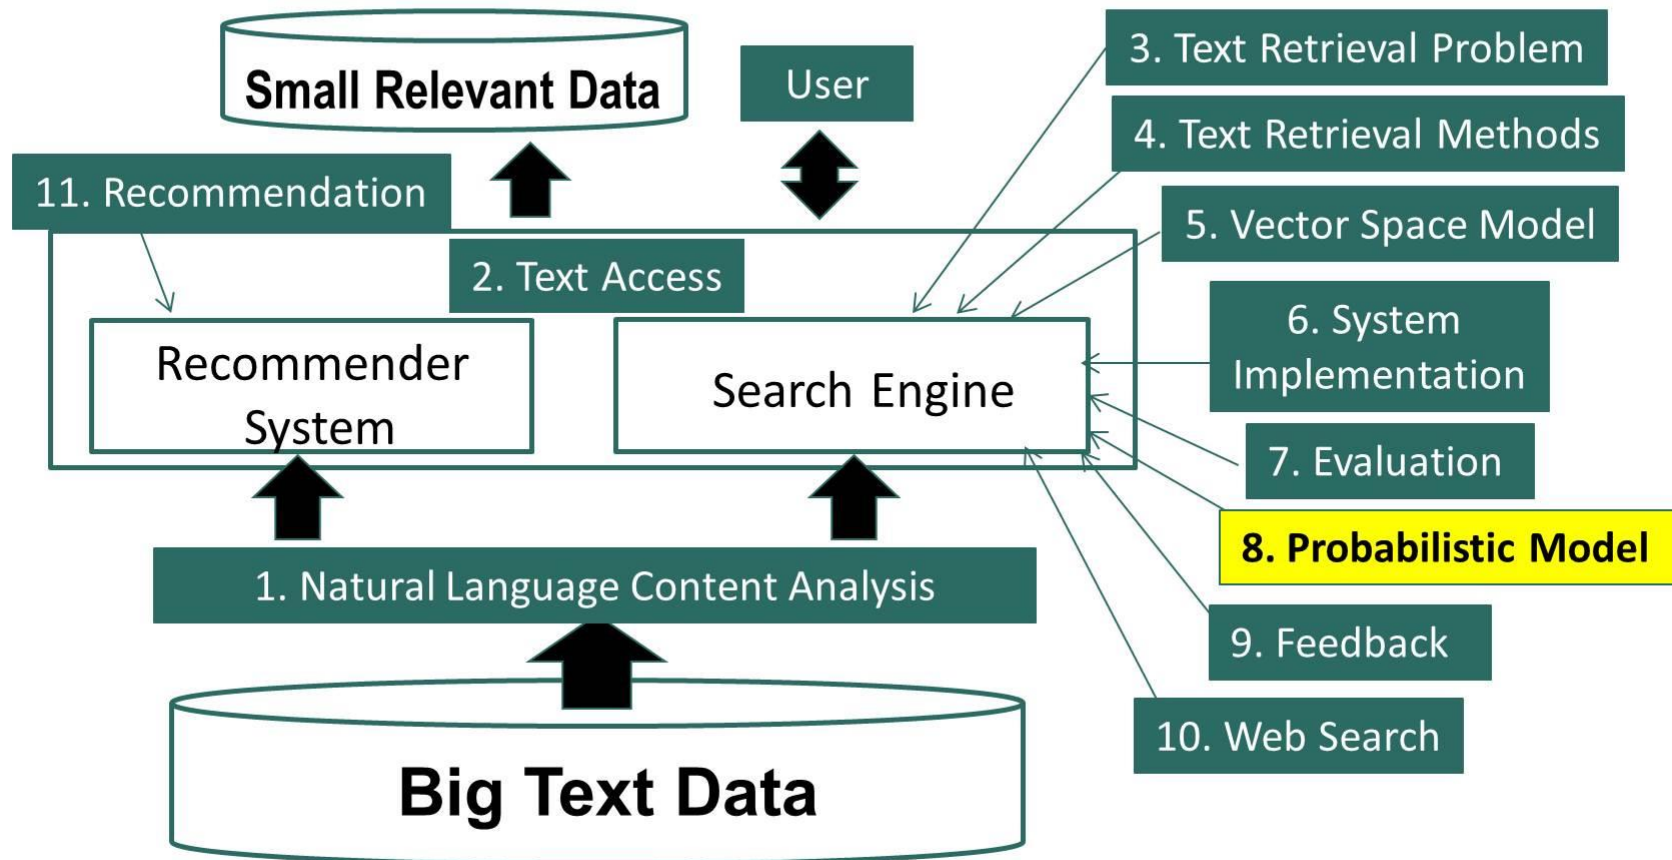 Small Relevant Data
User
3. Text Retrieval Problem
4. Text Retrieval Methods
11. Recommendation
5. Vector Space Model
2. Text Access
6. System
Implementation
Recommender
System
Search Engine
7. Evaluation
8. Probabilistic Model
1. Natural Language Content Analysis
9. Feedback
10. Web Search
Big Text Data